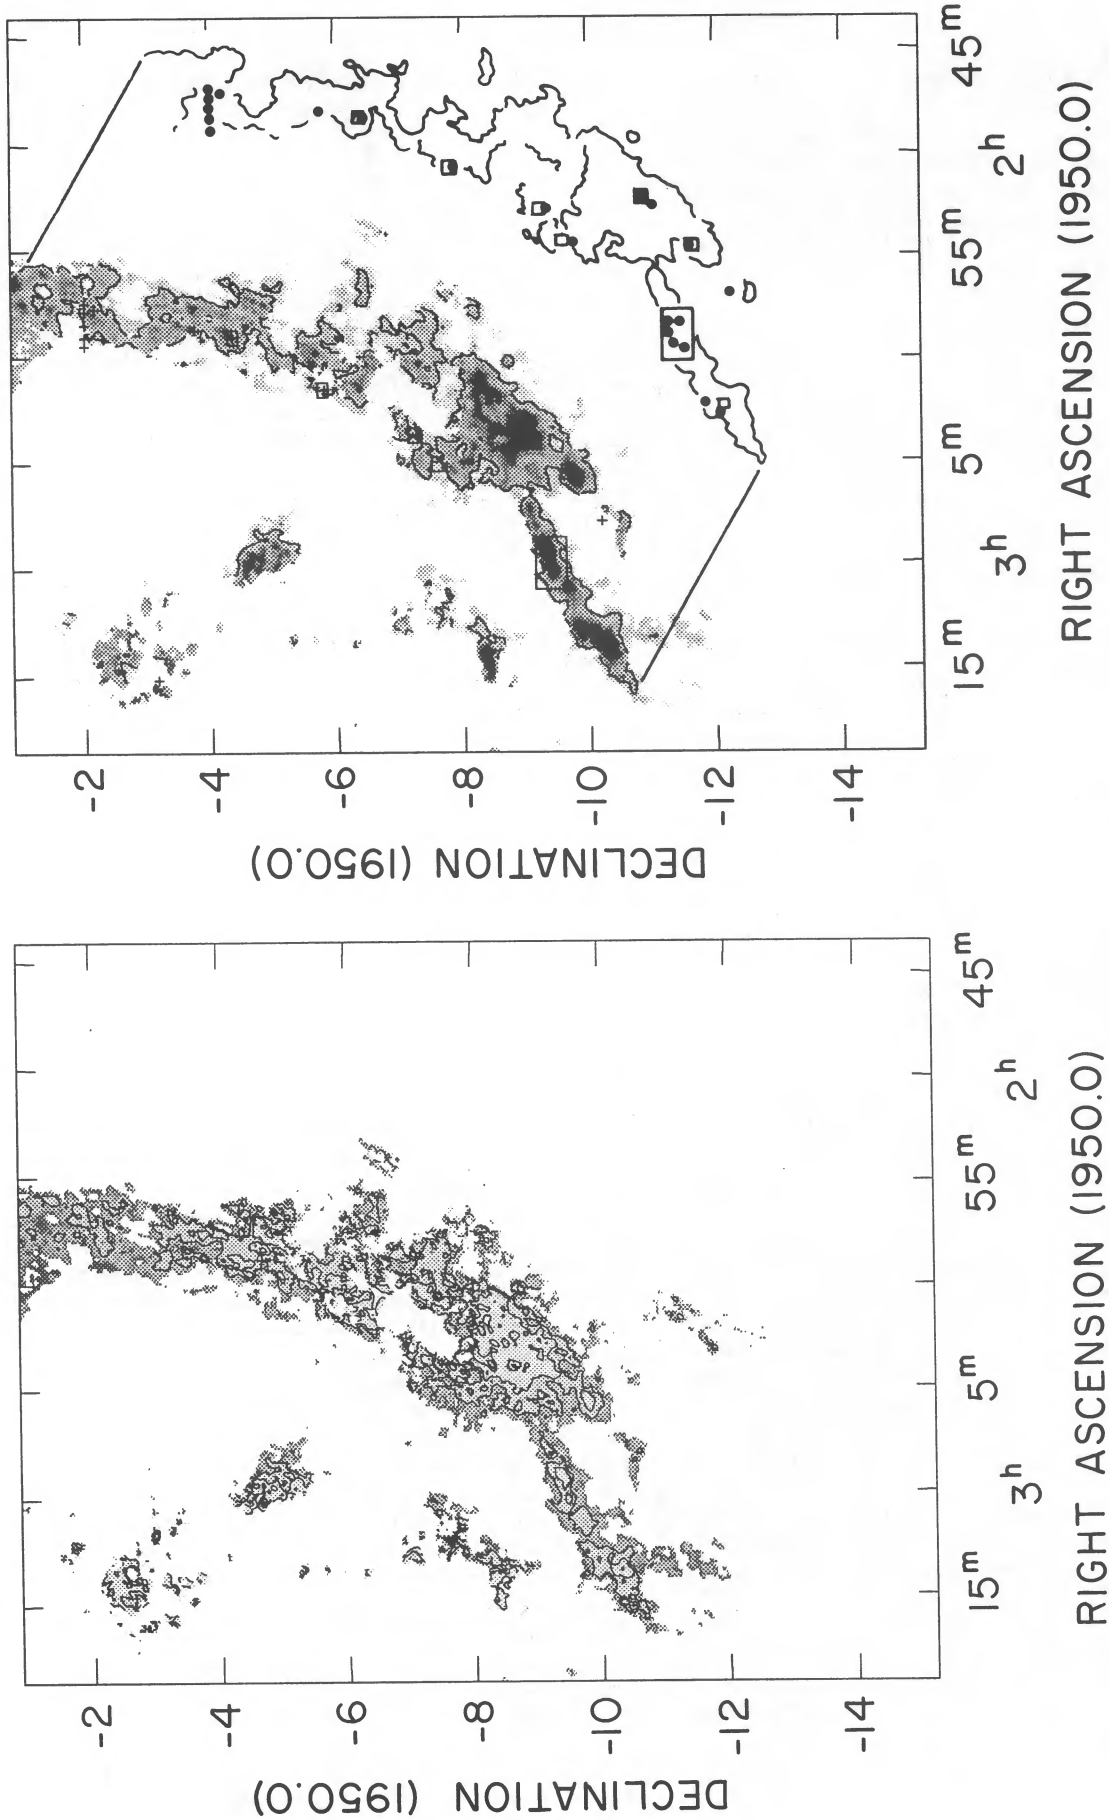 -2
-4
-6
-8
-10
-12
-14
DECLINATION (1950.0)
15ᵐ
3ʰ
5ᵐ
55ᵐ
2ʰ
45ᵐ
RIGHT ASCENSION (1950.0)
-2
-4
-6
-8
-10
-12
-14
DECLINATION (1950.0)
15ᵐ
3ʰ
5ᵐ
55ᵐ
2ʰ
45ᵐ
RIGHT ASCENSION (1950.0)